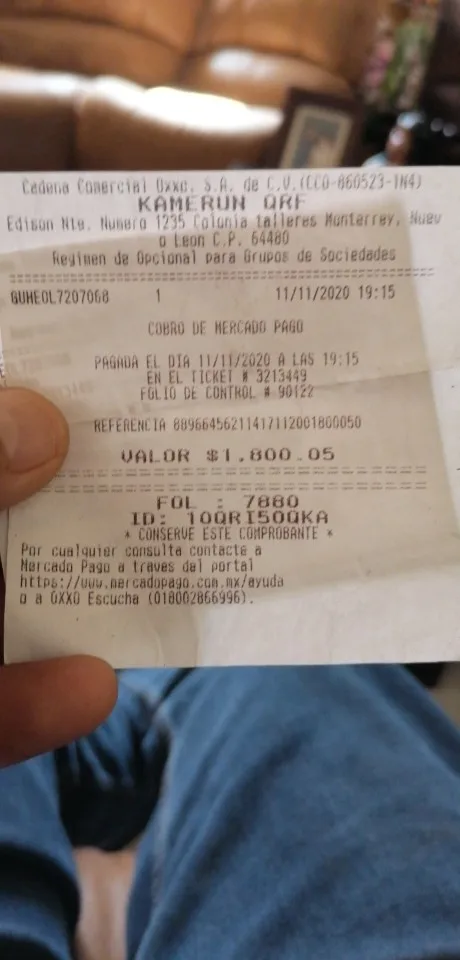 Cadena Comercial Oxxo, S.A. de C.V.(CCO-860523-1N4)
KAMERUN QRF
Edison Nte. Numero 1235 Colonia talleres Monterrey, Nuev
o Leon C.P. 64480
Regimen de Opcional para Grupos de Sociedades
QUHEOL7207068 1 11/11/2020 19:15
COBRO DE MERCADO PAGO
PAGADA EL DIA 11/11/2020 A LAS 19:15
EN EL TICKET # 3213449
FOLIO DE CONTROL # 90122
REFERENCIA 88966456211417112001800050
VALOR $1,800.05
FOL : 7880
ID: 10QRI50QKA
* CONSERVE ESTE COMPROBANTE *
Por cualquier consulta contacte a
Mercado Pago a traves del portal
https://www.mercadopago.com.mx/ayuda
o a OXXO Escucha (018002866996).